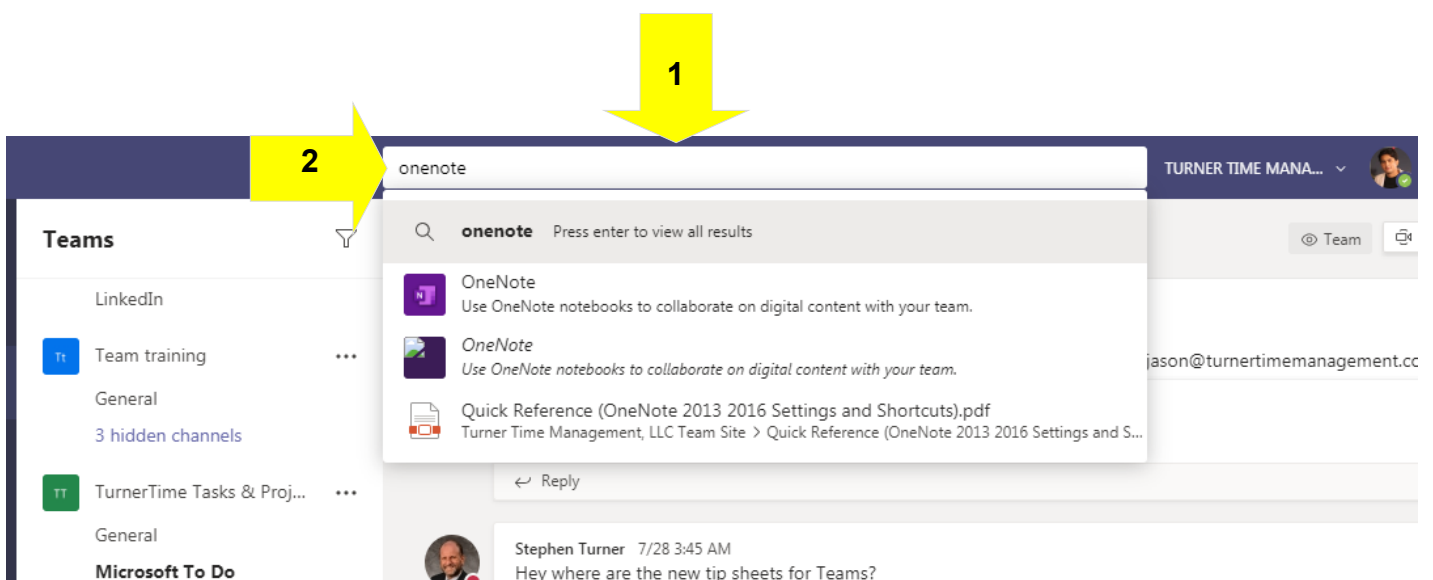 1
2
onenote
TURNER TIME MANA...
Teams
onenote Press enter to view all results
Team
LinkedIn
OneNote
Use OneNote notebooks to collaborate on digital content with your team.
Tt
Team training
...
OneNote
Use OneNote notebooks to collaborate on digital content with your team.
jason@turnertimemanagement.co
General
3 hidden channels
Quick Reference (OneNote 2013 2016 Settings and Shortcuts).pdf
Turner Time Management, LLC Team Site > Quick Reference (OneNote 2013 2016 Settings and S...
Reply
TT
TurnerTime Tasks & Proj...
...
General
Microsoft To Do
Stephen Turner 7/28 3:45 AM
Hey where are the new tip sheets for Teams?